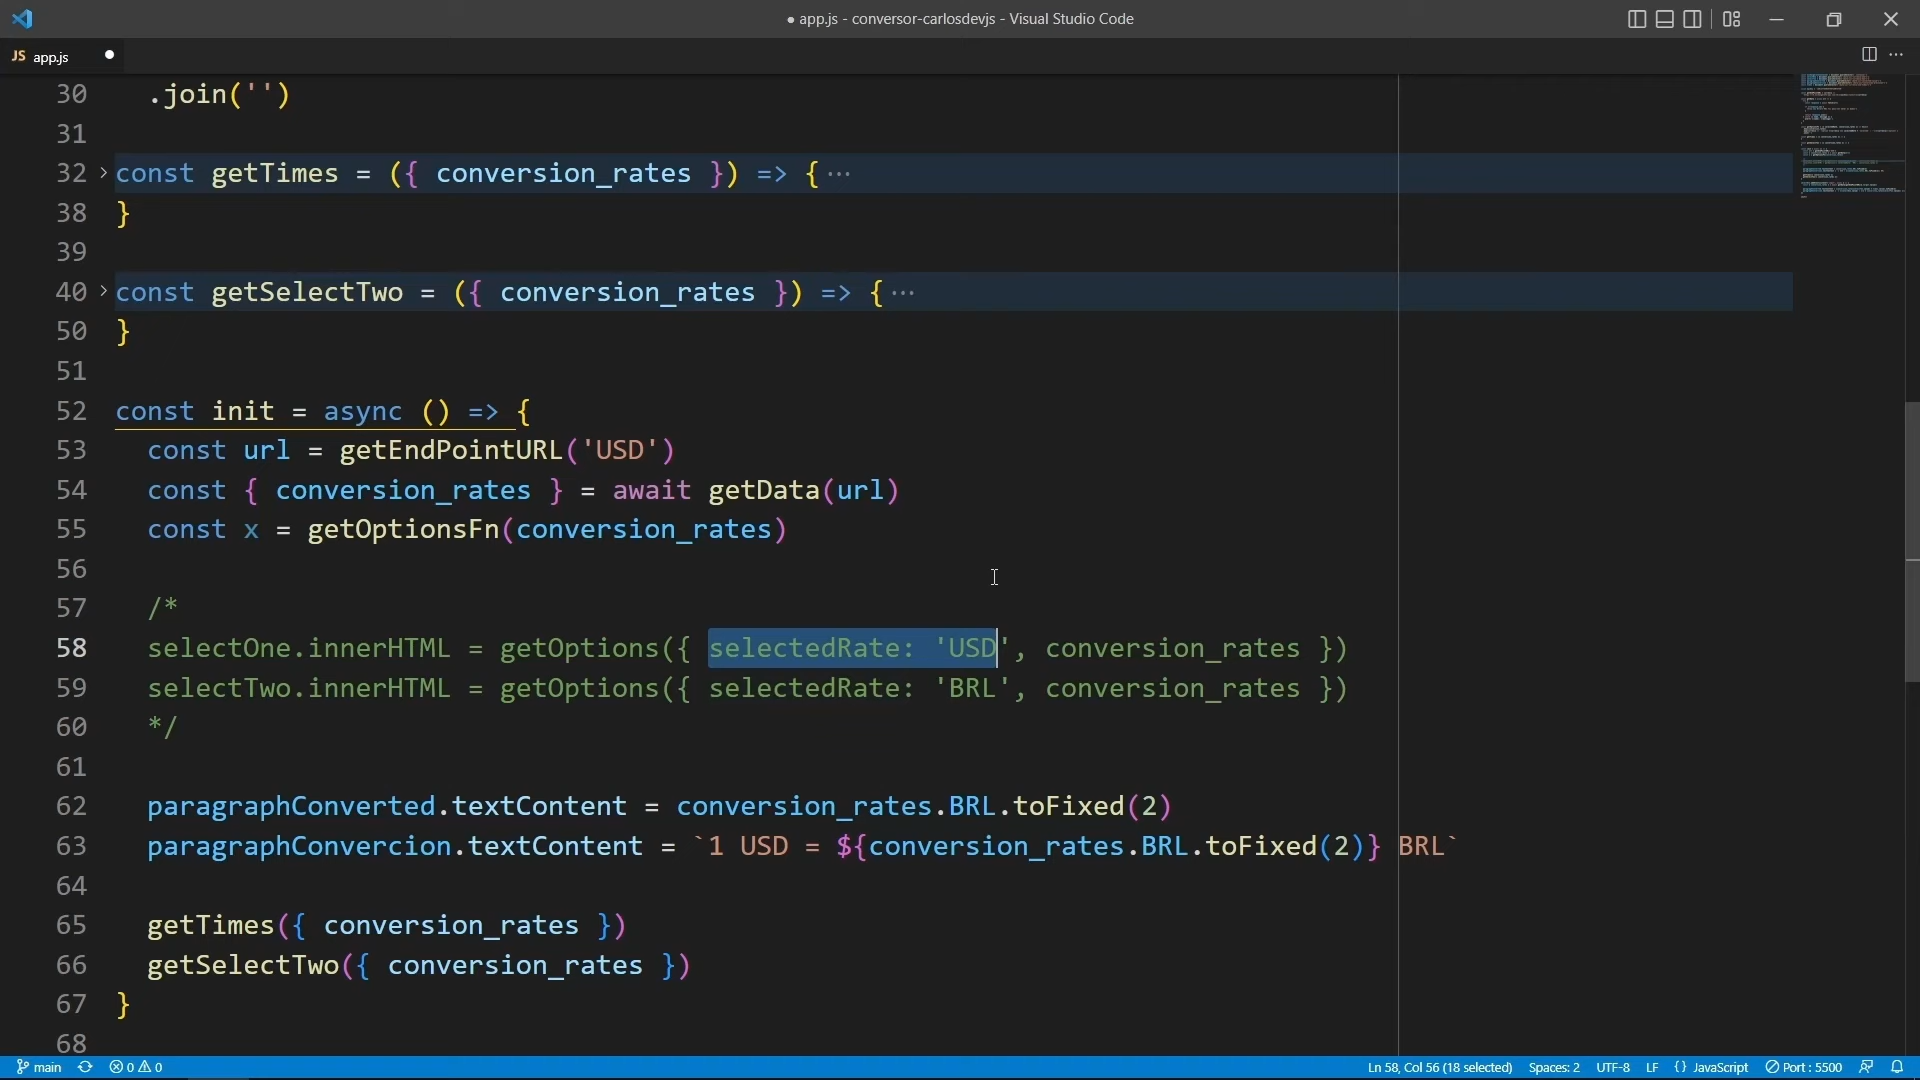 ● app.js - conversor-carlosdevjs - Visual Studio Code
JS app.js ●
30 .join('')
31
32 const getTimes = ({ conversion_rates }) => { ···
38 }
39
40 const getSelectTwo = ({ conversion_rates }) => { ···
50 }
51
52 const init = async () => {
53 const url = getEndPointURL('USD')
54 const { conversion_rates } = await getData(url)
55 const x = getOptionsFn(conversion_rates)
56
57 /*
58 selectOne.innerHTML = getOptions({ selectedRate: 'USD', conversion_rates })
59 selectTwo.innerHTML = getOptions({ selectedRate: 'BRL', conversion_rates })
60 */
61
62 paragraphConverted.textContent = conversion_rates.BRL.toFixed(2)
63 paragraphConvercion.textContent = `1 USD = ${conversion_rates.BRL.toFixed(2)} BRL`
64
65 getTimes({ conversion_rates })
66 getSelectTwo({ conversion_rates })
67 }
68
main 0 0 Ln 58, Col 56 (18 selected) Spaces: 2 UTF-8 LF {} JavaScript Port : 5500